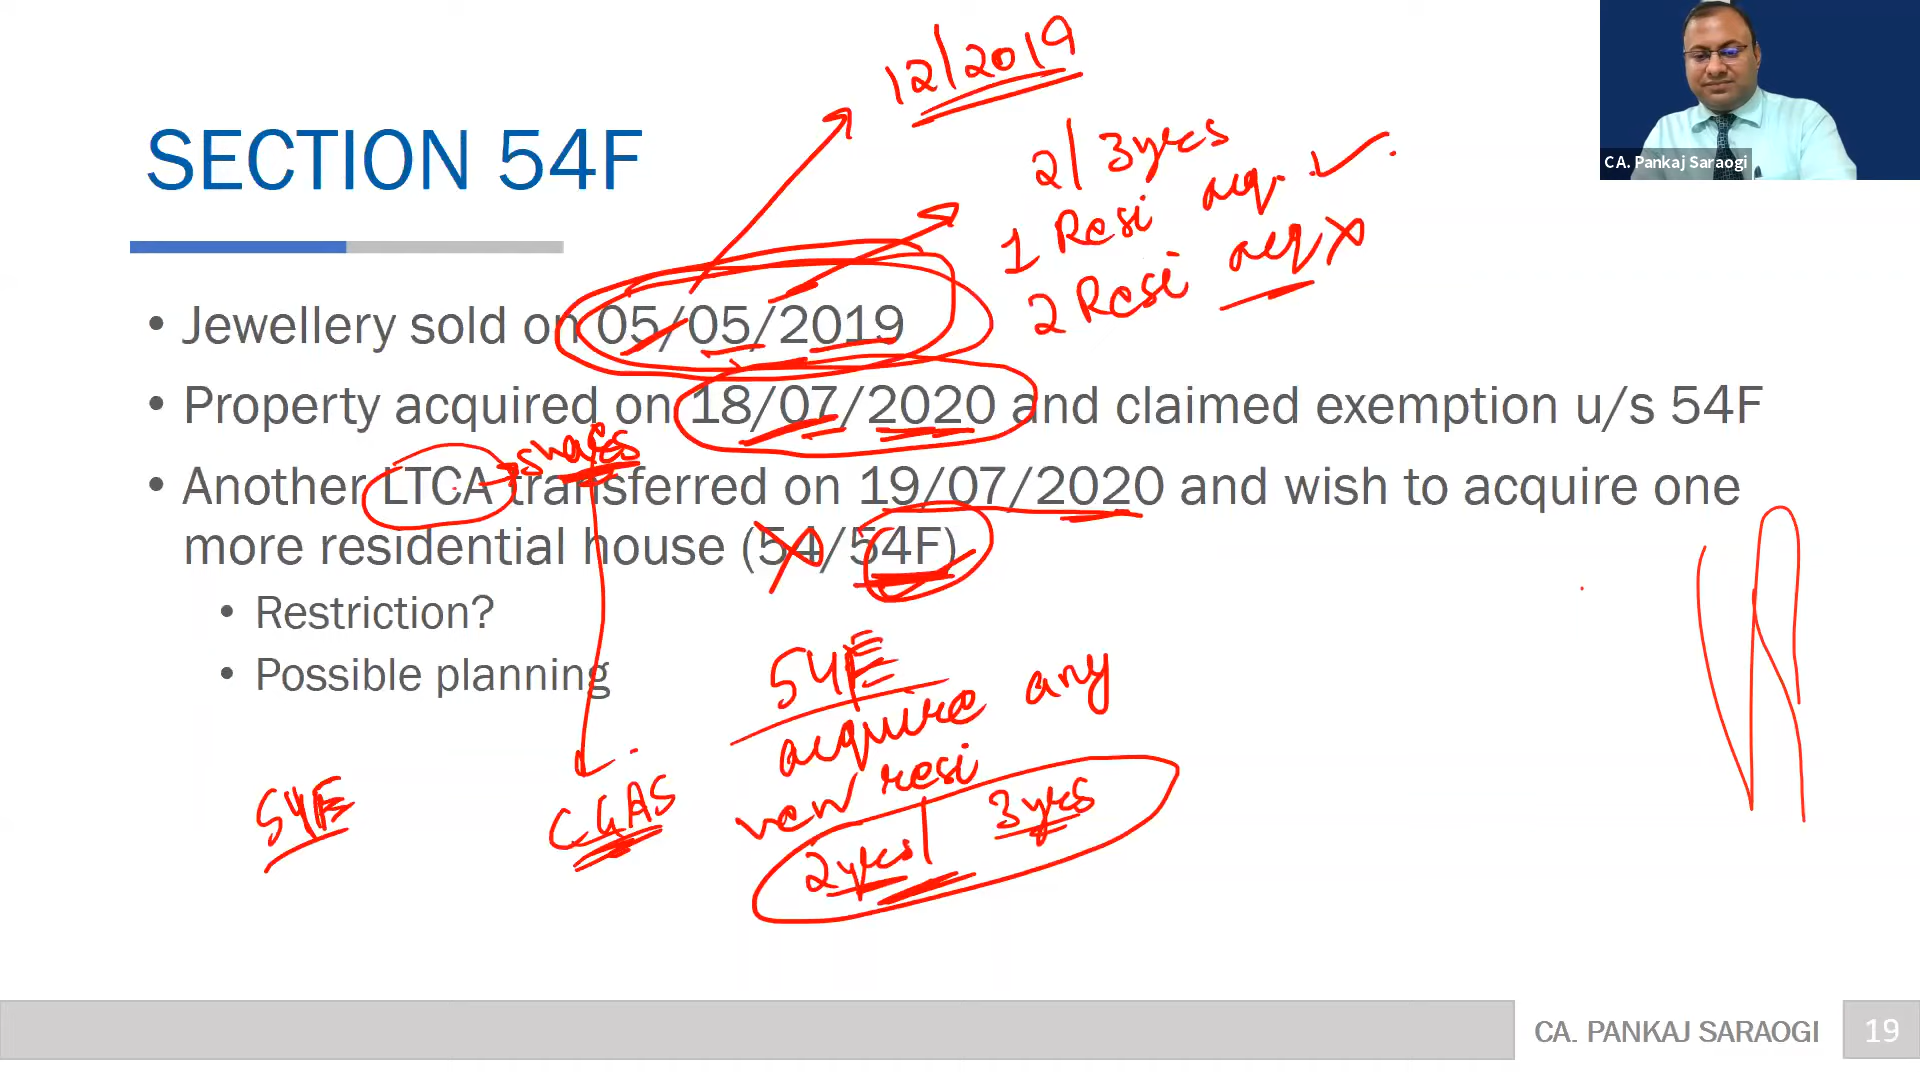 12/2019
CA. Pankaj Saraogi
SECTION 54F
2/3yrs
1 Resi acq.
2 Resi acq
• Jewellery sold on 05/05/2019
• Property acquired on 18/07/2020 and claimed exemption u/s 54F
shares
• Another LTCA transferred on 19/07/2020 and wish to acquire one
more residential house (54/54F)
• Restriction?
• Possible planning
54F
acquire any
new resi
2yrs/3yrs
54F
CGAS
CA. PANKAJ SARAOGI 19